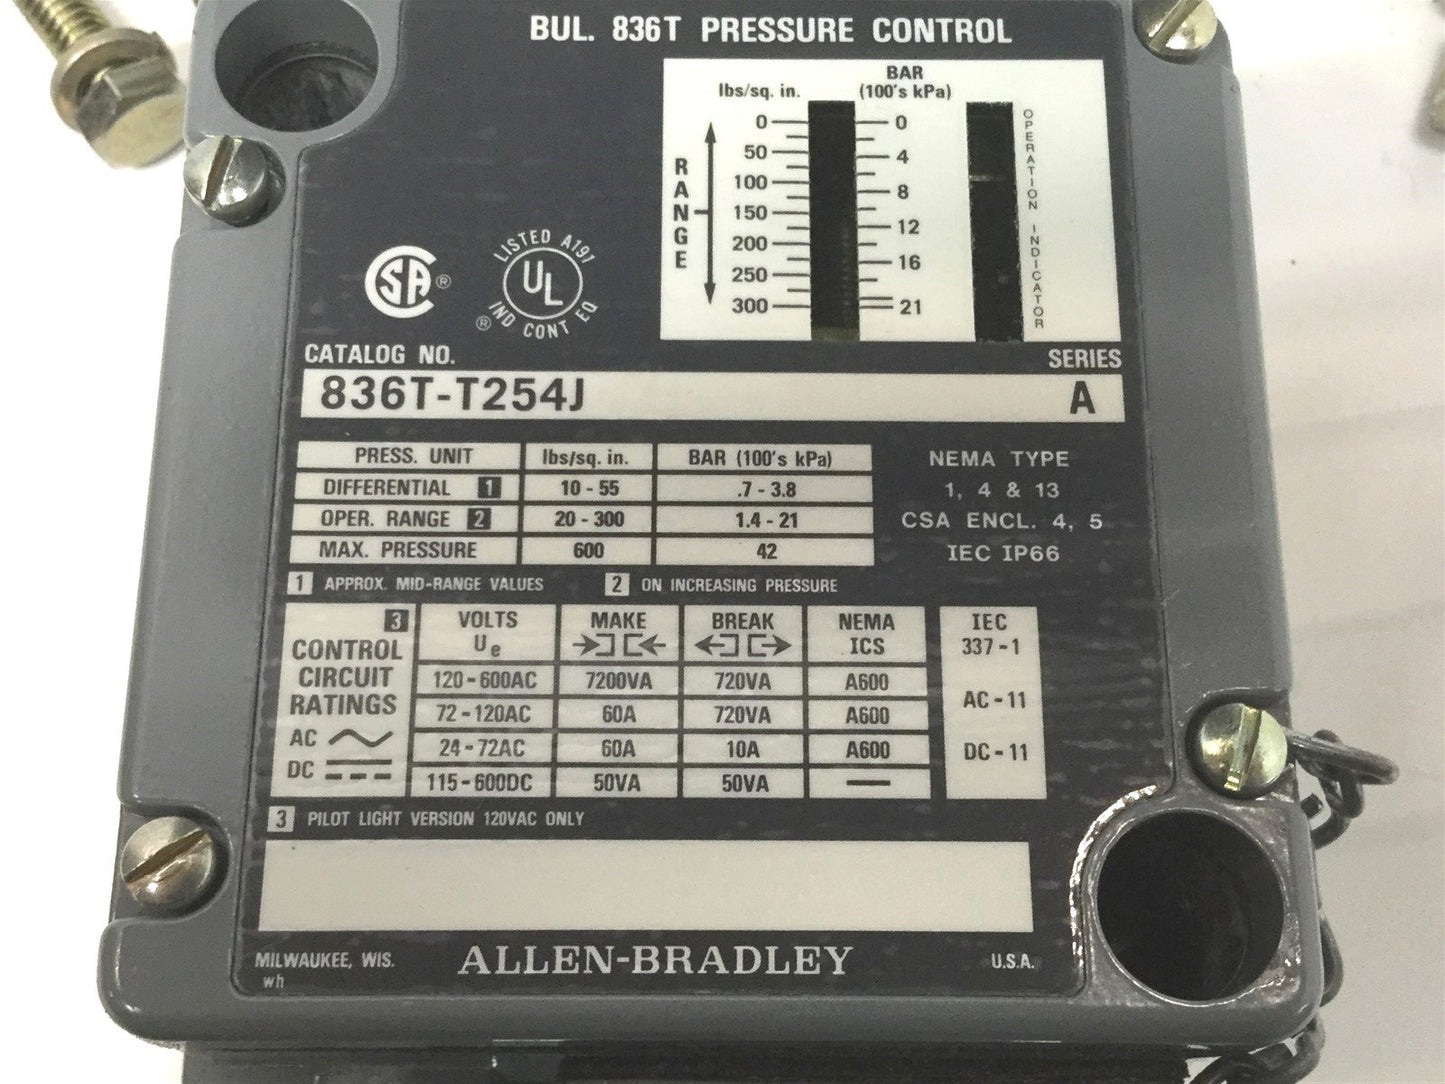 BUL. 836T PRESSURE CONTROL
lbs/sq. in.
BAR
(100's kPa)
RANGE
0
50
100
150
200
250
300
0
4
8
12
16
21
OPERATION INDICATOR
SA ®
LISTED A191
UL
® IND CONT EQ
CATALOG NO.
SERIES
836T-T254J
A
PRESS. UNIT lbs/sq. in. BAR (100's kPa)
DIFFERENTIAL 1 10 - 55 .7 - 3.8
OPER. RANGE 2 20 - 300 1.4 - 21
MAX. PRESSURE 600 42
NEMA TYPE
1, 4 & 13
CSA ENCL. 4, 5
IEC IP66
1 APPROX. MID-RANGE VALUES 2 ON INCREASING PRESSURE
3
CONTROL
CIRCUIT
RATINGS
AC
DC
VOLTS
Ue
MAKE
BREAK
NEMA
ICS
120-600AC 7200VA 720VA A600
72-120AC 60A 720VA A600
24-72AC 60A 10A A600
115-600DC 50VA 50VA —
IEC
337-1
AC-11
DC-11
3 PILOT LIGHT VERSION 120VAC ONLY
MILWAUKEE, WIS. ALLEN-BRADLEY U.S.A.
wh